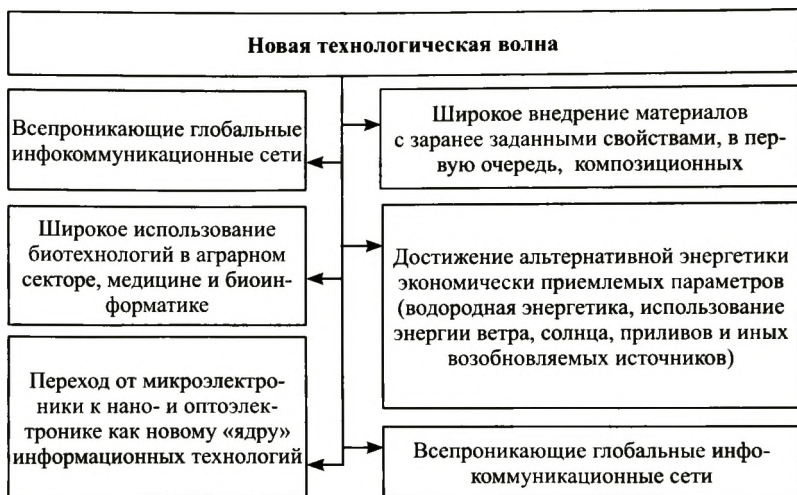 Новая технологическая волна
Всепроникающие глобальные
инфокоммуникационные сети
Широкое использование
биотехнологий в аграрном
секторе, медицине и биоин-
форматике
Переход от микроэлектро-
ники к нано- и оптоэлек-
тронике как новому «ядру»
информационных технологий
Широкое внедрение материалов
с заранее заданными свойствами, в пер-
вую очередь, композиционных
Достижение альтернативной энергетики
экономически приемлемых параметров
(водородная энергетика, использование
энергии ветра, солнца, приливов и иных
возобновляемых источников)
Всепроникающие глобальные инфо-
коммуникационные сети